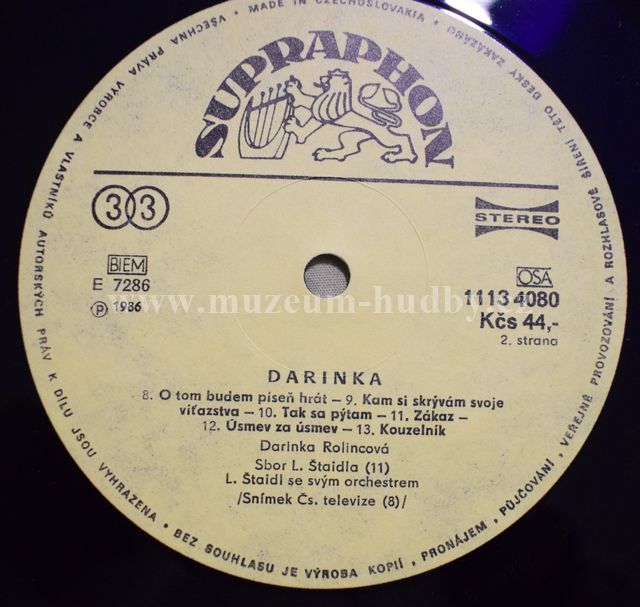 VŠECHNA PRÁVA VÝROBCE A VLASTNÍKŮ AUTORSKÝCH PRÁV K DÍLU JSOU VYHRAZENA • BEZ SOUHLASU JE VÝROBA KOPIÍ, PRONÁJEM, PŮJČOVÁNÍ, VEŘEJNÉ PROVOZOVÁNÍ A ROZHLASOVÉ ŠÍŘENÍ TÉTO DESKY ZAKÁZÁNO • MADE IN CZECHOSLOVAKIA •
SUPRAPHON
33
STEREO
BIEM
E 7286
℗ 1986
OSA
1113 4080
Kčs 44,-
2. strana
www.muzeum-hudby.cz
DARINKA
8. O tom budem pieseň hrát – 9. Kam si skrývám svoje
víťazstva – 10. Tak sa pýtam – 11. Zákaz –
12. Úsmev za úsmev – 13. Kouzelník
Darinka Rolincová
Sbor L. Štaidla (11)
L. Štaidl se svým orchestrem
/Snímek Čs. televize (8)/